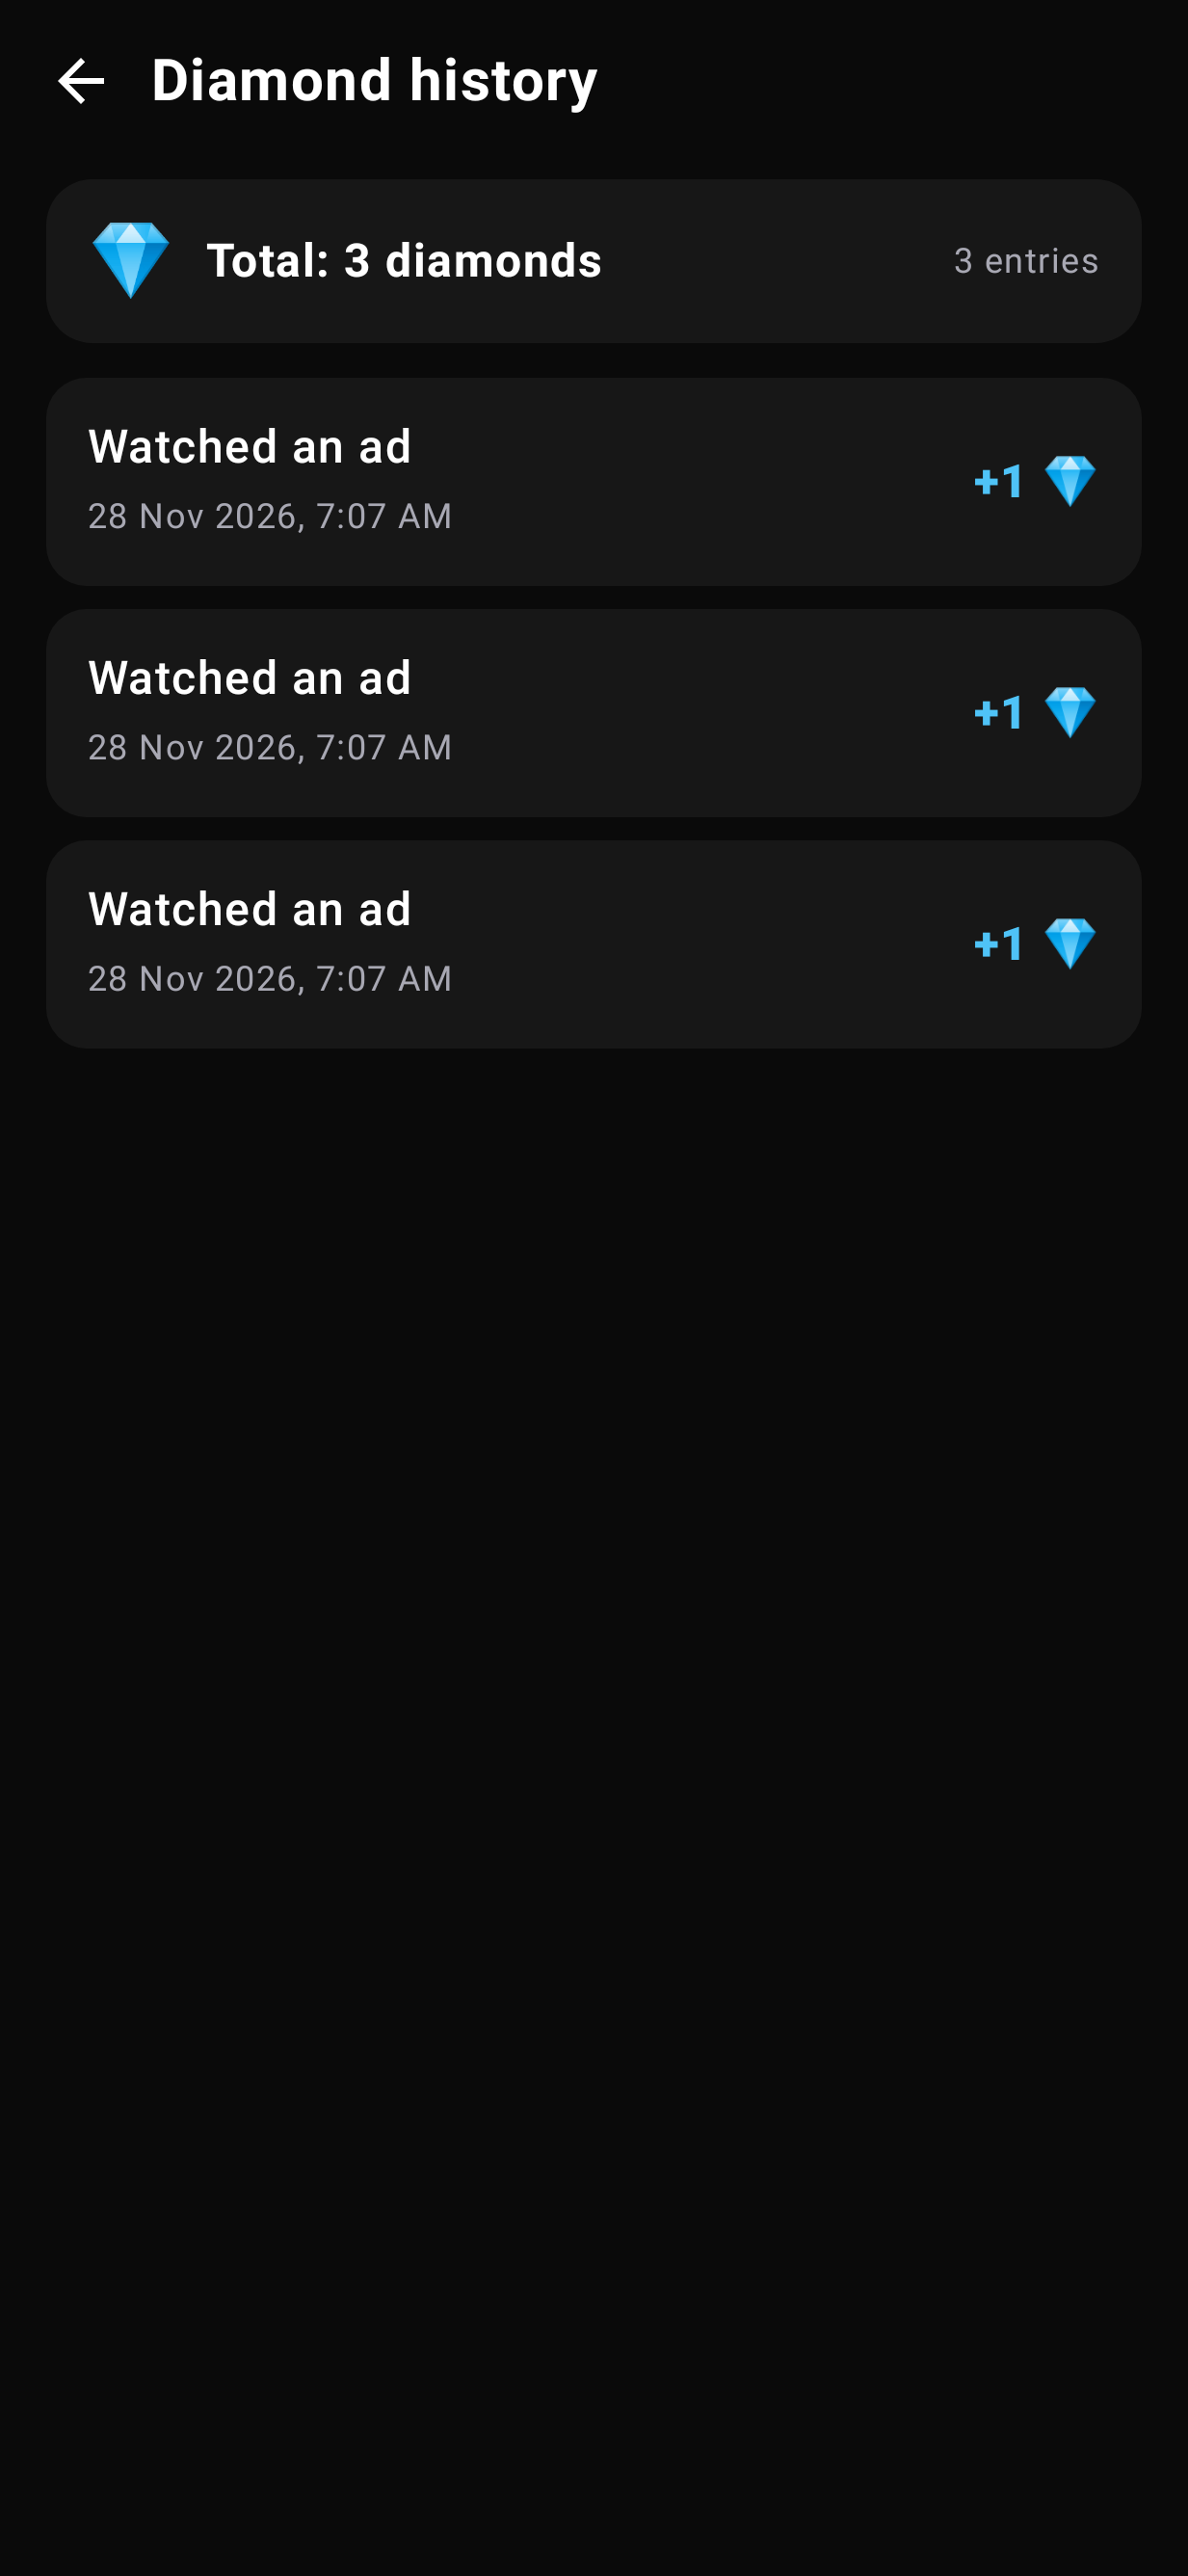 Diamond history
Total: 3 diamonds
3 entries
Watched an ad
28 Nov 2026, 7:07 AM
+1
Watched an ad
28 Nov 2026, 7:07 AM
+1
Watched an ad
28 Nov 2026, 7:07 AM
+1